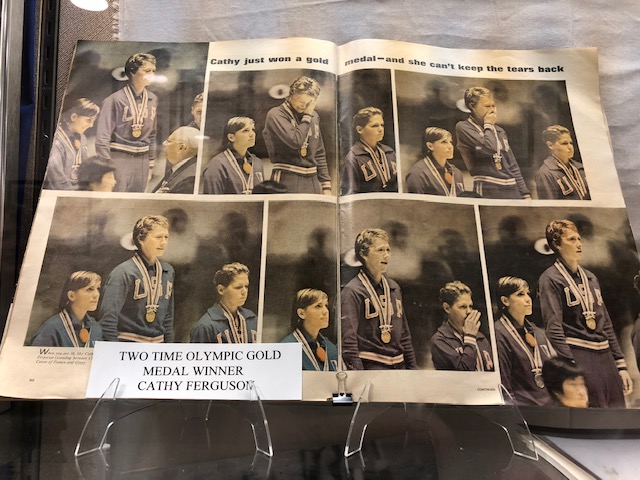 Cathy just won a gold medal—and she can't keep the tears back
USA
TWO TIME OLYMPIC GOLD
MEDAL WINNER
CATHY FERGUSON